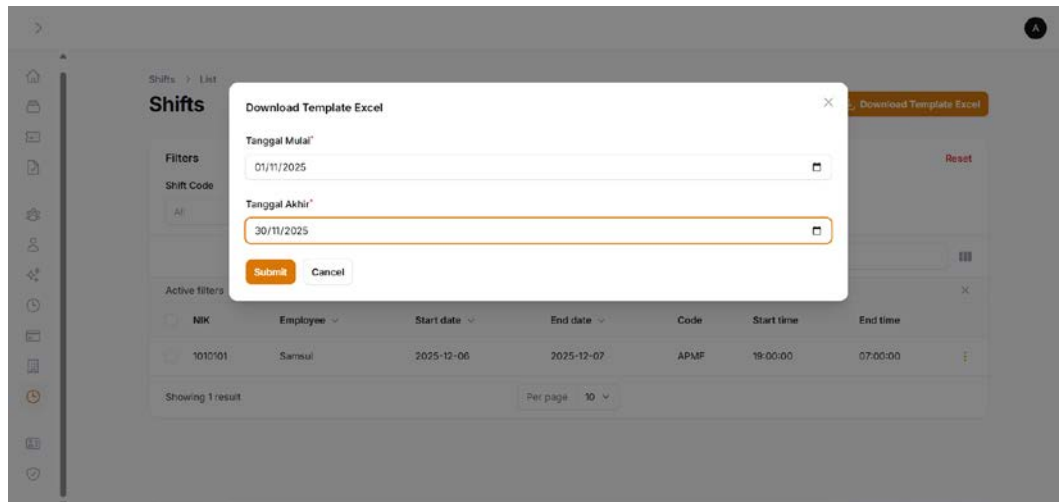 A
Shifts > List
Shifts
Download Template Excel
Download Template Excel
Tanggal Mulai*
01/11/2025
Tanggal Akhir*
30/11/2025
Submit Cancel
Filters
Reset
Shift Code
All
Active filters
NIK Employee Start date End date Code Start time End time
1010101 Samsul 2025-12-06 2025-12-07 APMF 19:00:00 07:00:00
Showing 1 result Per page 10